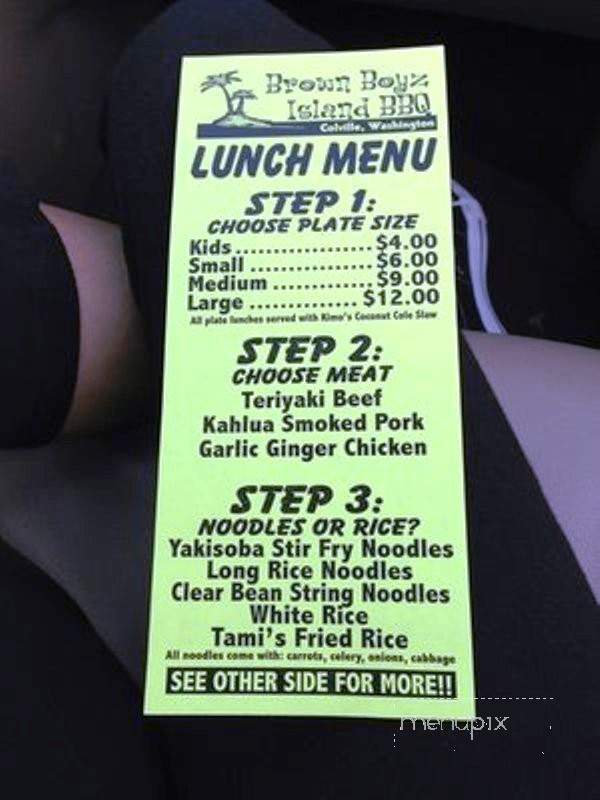 Brown Boyz
Island BBQ
Colville, Washington
LUNCH MENU
STEP 1:
CHOOSE PLATE SIZE
Kids .................. $4.00
Small ................ $6.00
Medium ............. $9.00
Large .............. $12.00
All plate lunches served with Kimo's Coconut Cole Slaw
STEP 2:
CHOOSE MEAT
Teriyaki Beef
Kahlua Smoked Pork
Garlic Ginger Chicken
STEP 3:
NOODLES OR RICE?
Yakisoba Stir Fry Noodles
Long Rice Noodles
Clear Bean String Noodles
White Rice
Tami's Fried Rice
All noodles come with: carrots, celery, onions, cabbage
SEE OTHER SIDE FOR MORE!!
menupix